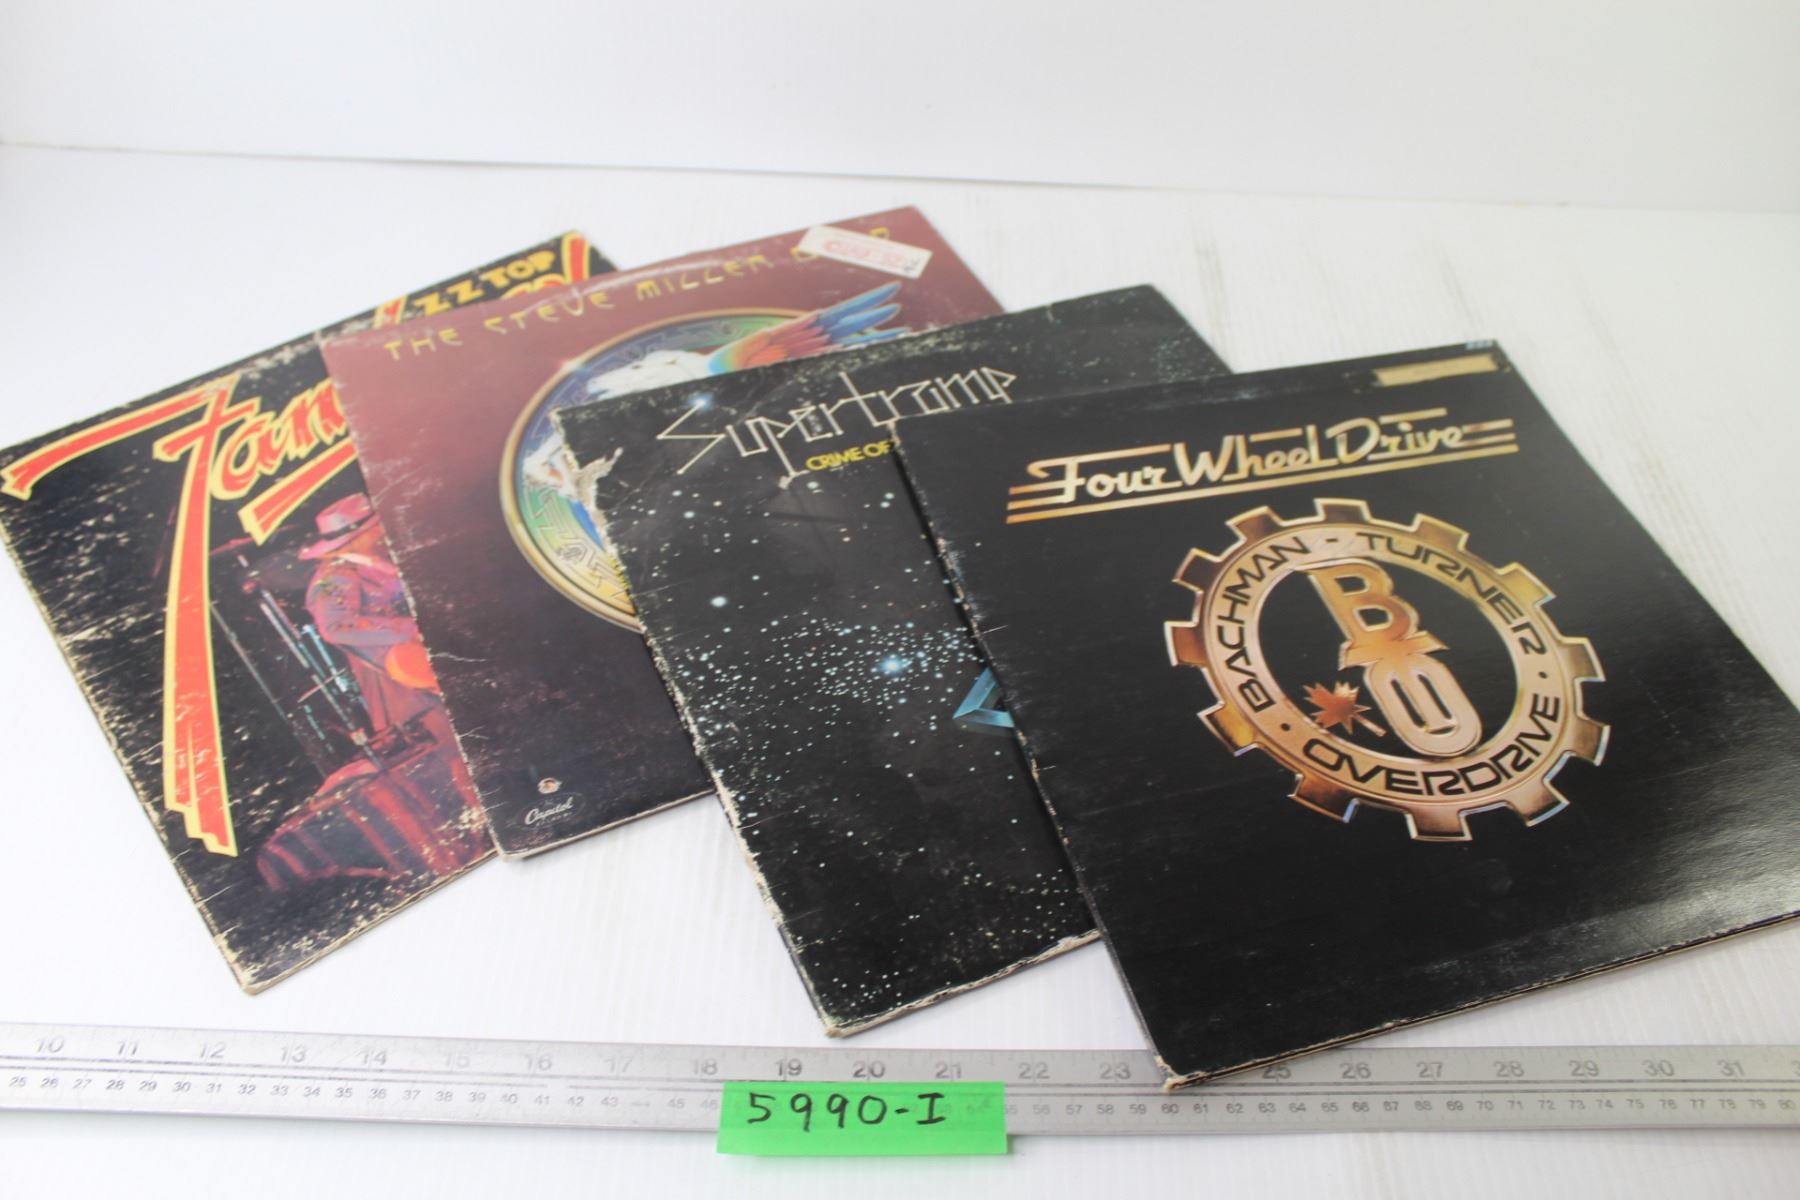 ZZ TOP
THE STEVE MILLER
Capitol
Supertramp
CRIME OF
Four Wheel Drive
BACHMAN · TURNER · OVERDRIVE ·
BTO
10 11 12 13 14 15 16 17 18 19 20 21 22 23 25 26 27 28 29 30 31
25 26 27 28 29 30 31 32 33 34 35 36 37 38 39 40 41 42 43 45 46 55 56 57 58 59 60 61 62 63 64 65 66 67 68 69 70 71 72 73 74 75 76 77 78 79 80
5990-I